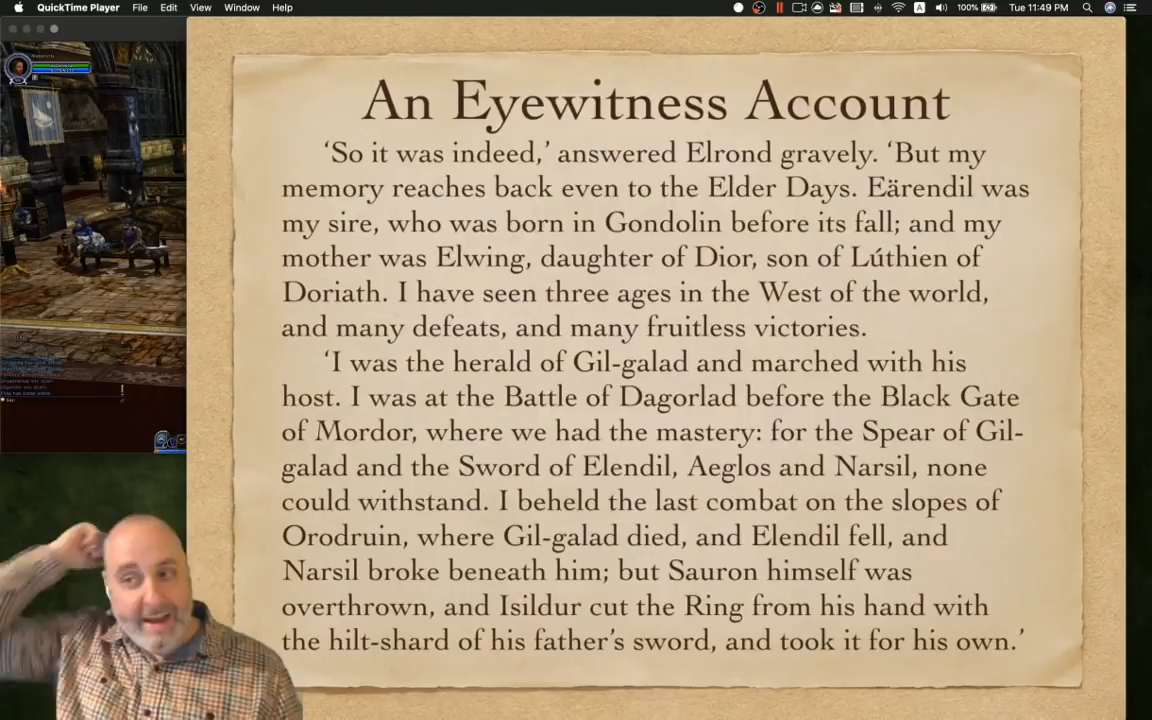 QuickTime Player File Edit View Window Help
A 100% Tue 11:49 PM
An Eyewitness Account
‘So it was indeed,’ answered Elrond gravely. ‘But my
memory reaches back even to the Elder Days. Eärendil was
my sire, who was born in Gondolin before its fall; and my
mother was Elwing, daughter of Dior, son of Lúthien of
Doriath. I have seen three ages in the West of the world,
and many defeats, and many fruitless victories.
‘I was the herald of Gil-galad and marched with his
host. I was at the Battle of Dagorlad before the Black Gate
of Mordor, where we had the mastery: for the Spear of Gil-
galad and the Sword of Elendil, Aeglos and Narsil, none
could withstand. I beheld the last combat on the slopes of
Orodruin, where Gil-galad died, and Elendil fell, and
Narsil broke beneath him; but Sauron himself was
overthrown, and Isildur cut the Ring from his hand with
the hilt-shard of his father’s sword, and took it for his own.’